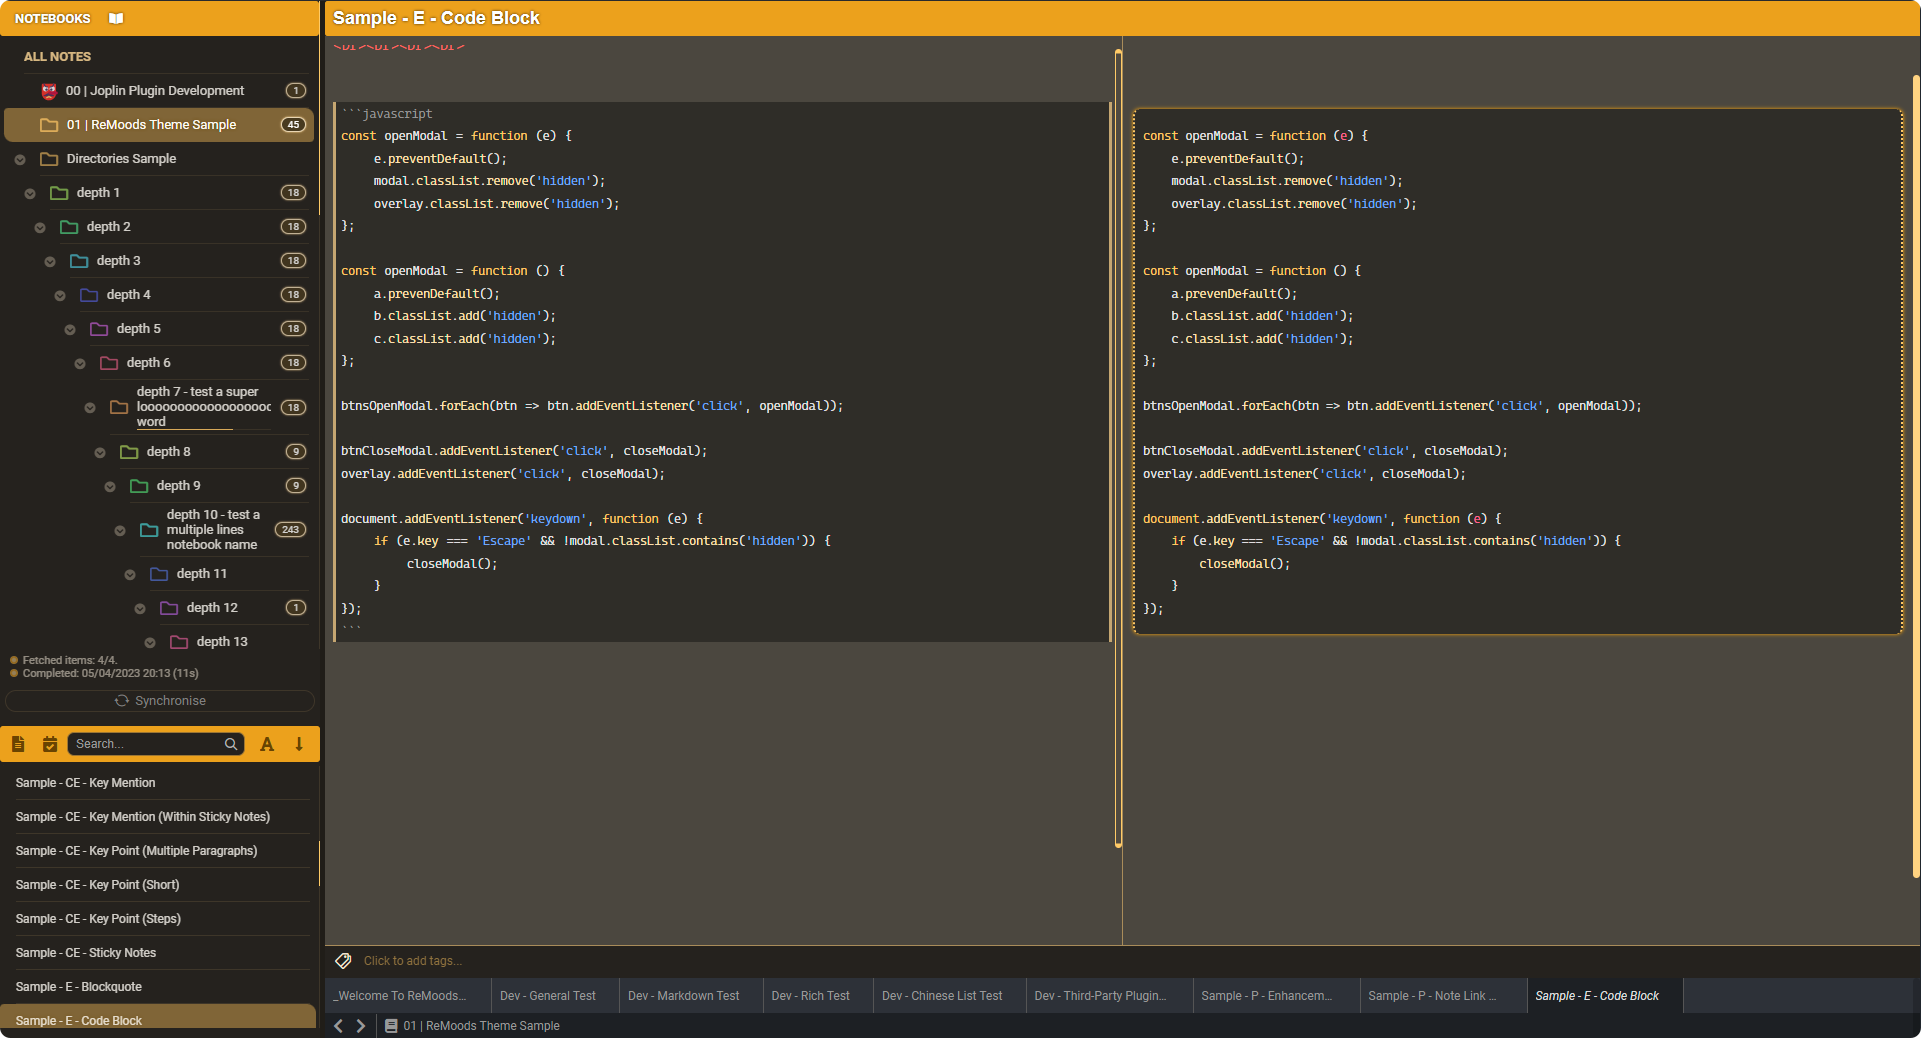 NOTEBOOKS
ALL NOTES
00 | Joplin Plugin Development 1
01 | ReMoods Theme Sample 45
Directories Sample
depth 1 18
depth 2 18
depth 3 18
depth 4 18
depth 5 18
depth 6 18
depth 7 - test a super
looooooooooooooooooc
word 18
depth 8 9
depth 9 9
depth 10 - test a
multiple lines
notebook name 243
depth 11
depth 12 1
depth 13
Fetched items: 4/4.
Completed: 05/04/2023 20:13 (11s)
Synchronise
Search...
Sample - CE - Key Mention
Sample - CE - Key Mention (Within Sticky Notes)
Sample - CE - Key Point (Multiple Paragraphs)
Sample - CE - Key Point (Short)
Sample - CE - Key Point (Steps)
Sample - CE - Sticky Notes
Sample - E - Blockquote
Sample - E - Code Block
Sample - E - Code Block
<br><br><br><br>
```javascript
const openModal = function (e) {
    e.preventDefault();
    modal.classList.remove('hidden');
    overlay.classList.remove('hidden');
};
const openModal = function () {
    a.prevenDefault();
    b.classList.add('hidden');
    c.classList.add('hidden');
};
btnsOpenModal.forEach(btn => btn.addEventListener('click', openModal));
btnCloseModal.addEventListener('click', closeModal);
overlay.addEventListener('click', closeModal);
document.addEventListener('keydown', function (e) {
    if (e.key === 'Escape' && !modal.classList.contains('hidden')) {
        closeModal();
    }
});
```
const openModal = function (e) {
    e.preventDefault();
    modal.classList.remove('hidden');
    overlay.classList.remove('hidden');
};
const openModal = function () {
    a.prevenDefault();
    b.classList.add('hidden');
    c.classList.add('hidden');
};
btnsOpenModal.forEach(btn => btn.addEventListener('click', openModal));
btnCloseModal.addEventListener('click', closeModal);
overlay.addEventListener('click', closeModal);
document.addEventListener('keydown', function (e) {
    if (e.key === 'Escape' && !modal.classList.contains('hidden')) {
        closeModal();
    }
});
Click to add tags...
_Welcome To ReMoods... Dev - General Test Dev - Markdown Test Dev - Rich Test Dev - Chinese List Test Dev - Third-Party Plugin... Sample - P - Enhancem... Sample - P - Note Link ... Sample - E - Code Block
01 | ReMoods Theme Sample